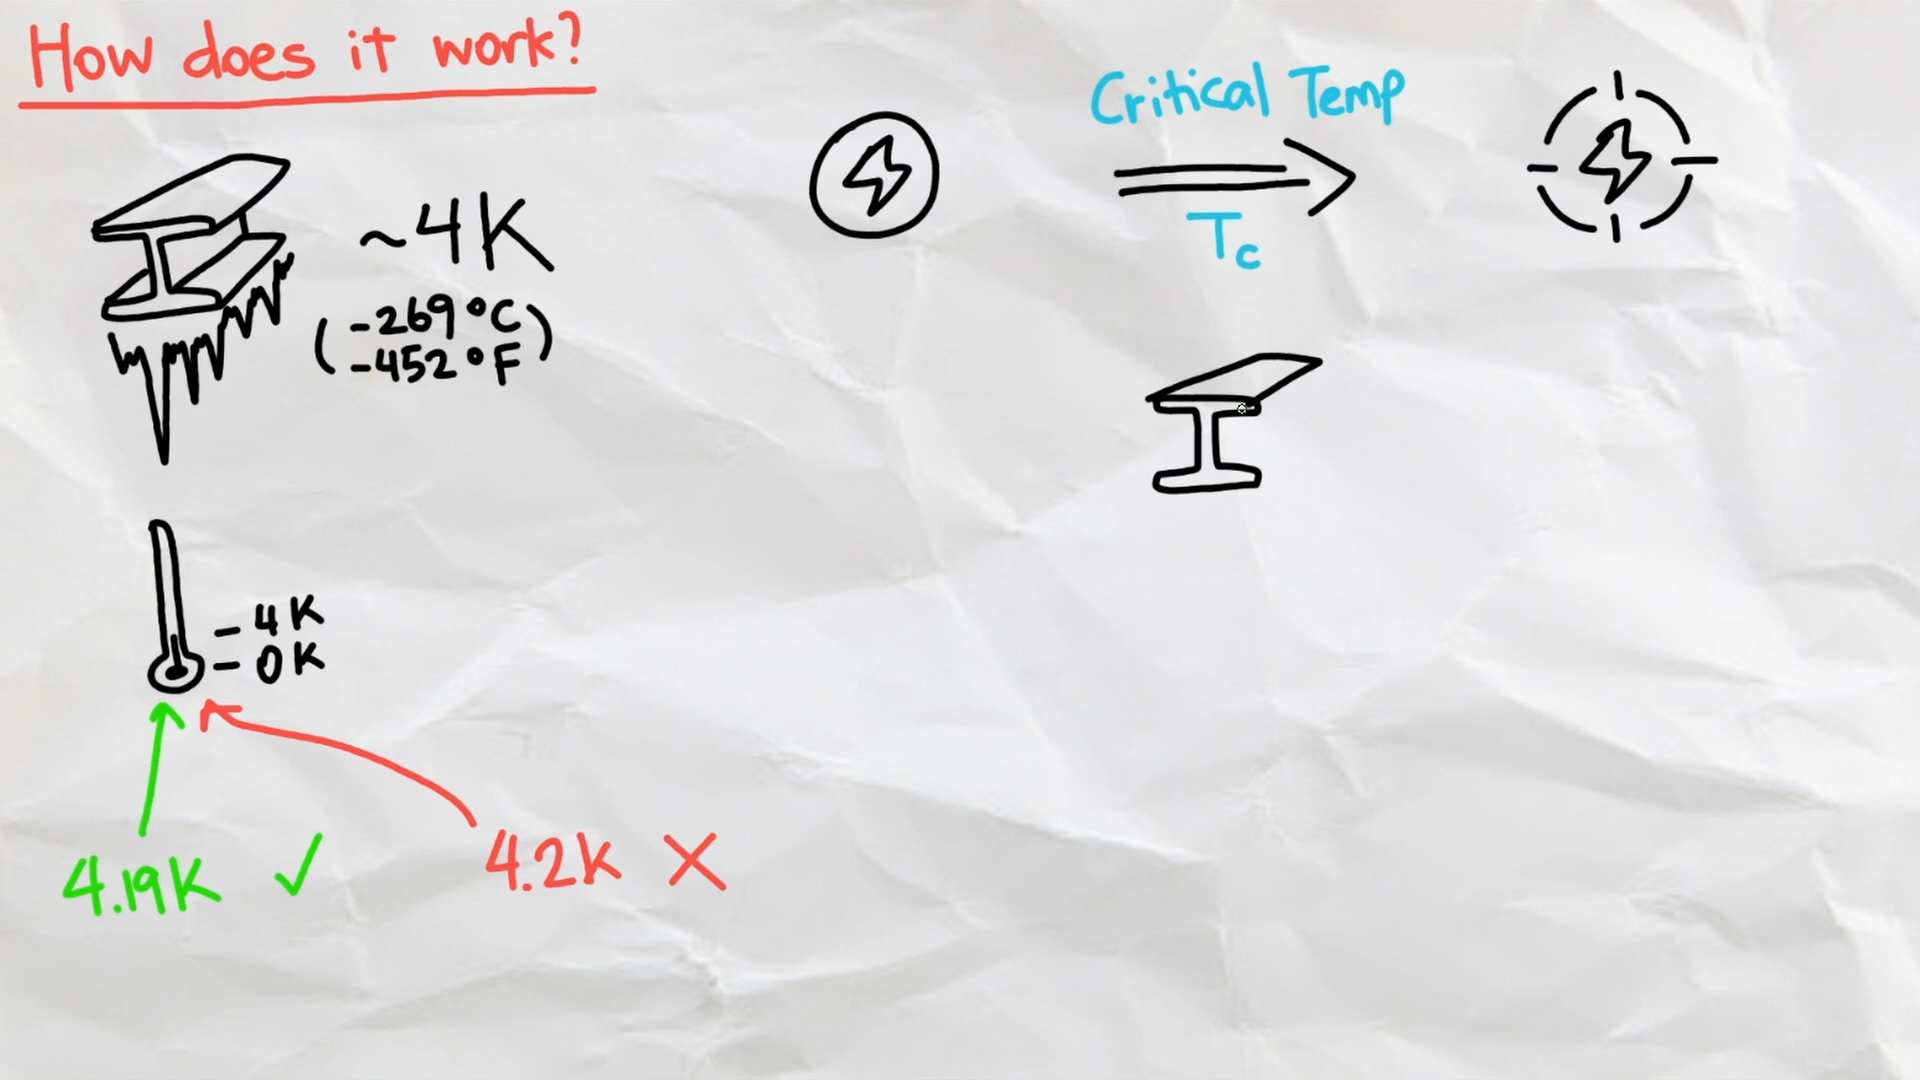 How does it work?
~4K
(-269°C
-452°F)
Critical Temp
Tc
- 4K
- 0K
4.19K ✓
4.2K X